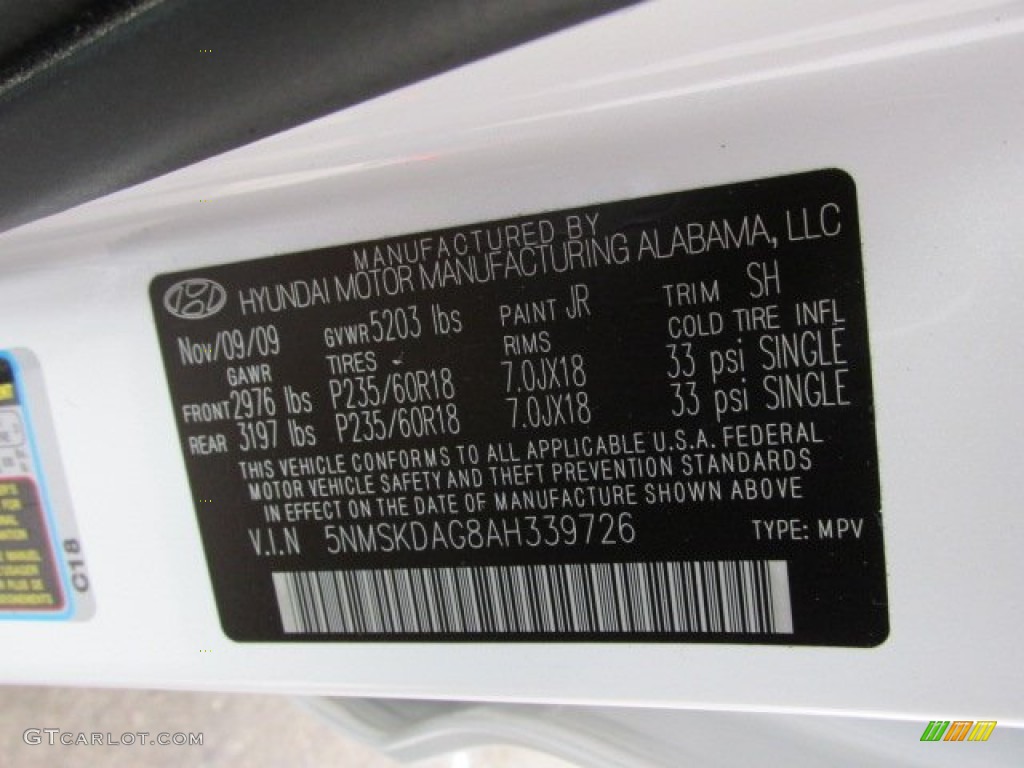 MANUFACTURED BY
HYUNDAI MOTOR MANUFACTURING ALABAMA, LLC
Nov/09/09 GVWR 5203 lbs PAINT JR TRIM SH
GAWR TIRES RIMS COLD TIRE INFL
FRONT 2976 lbs P235/60R18 7.0JX18 33 psi SINGLE
REAR 3197 lbs P235/60R18 7.0JX18 33 psi SINGLE
THIS VEHICLE CONFORMS TO ALL APPLICABLE U.S.A. FEDERAL
MOTOR VEHICLE SAFETY AND THEFT PREVENTION STANDARDS
IN EFFECT ON THE DATE OF MANUFACTURE SHOWN ABOVE
V.I.N 5NMSKDAG8AH339726 TYPE: MPV
C18
GTCARLOT.COM